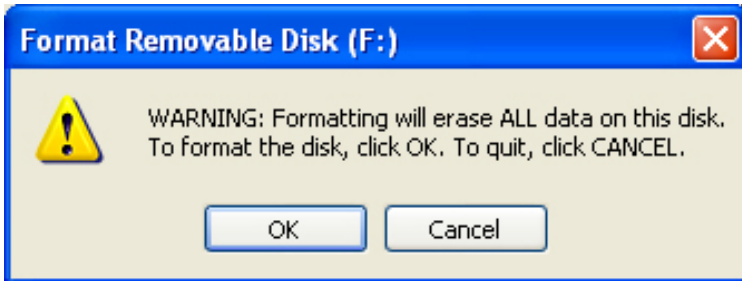 Format Removable Disk (F:)
WARNING: Formatting will erase ALL data on this disk.
To format the disk, click OK. To quit, click CANCEL.
OK Cancel